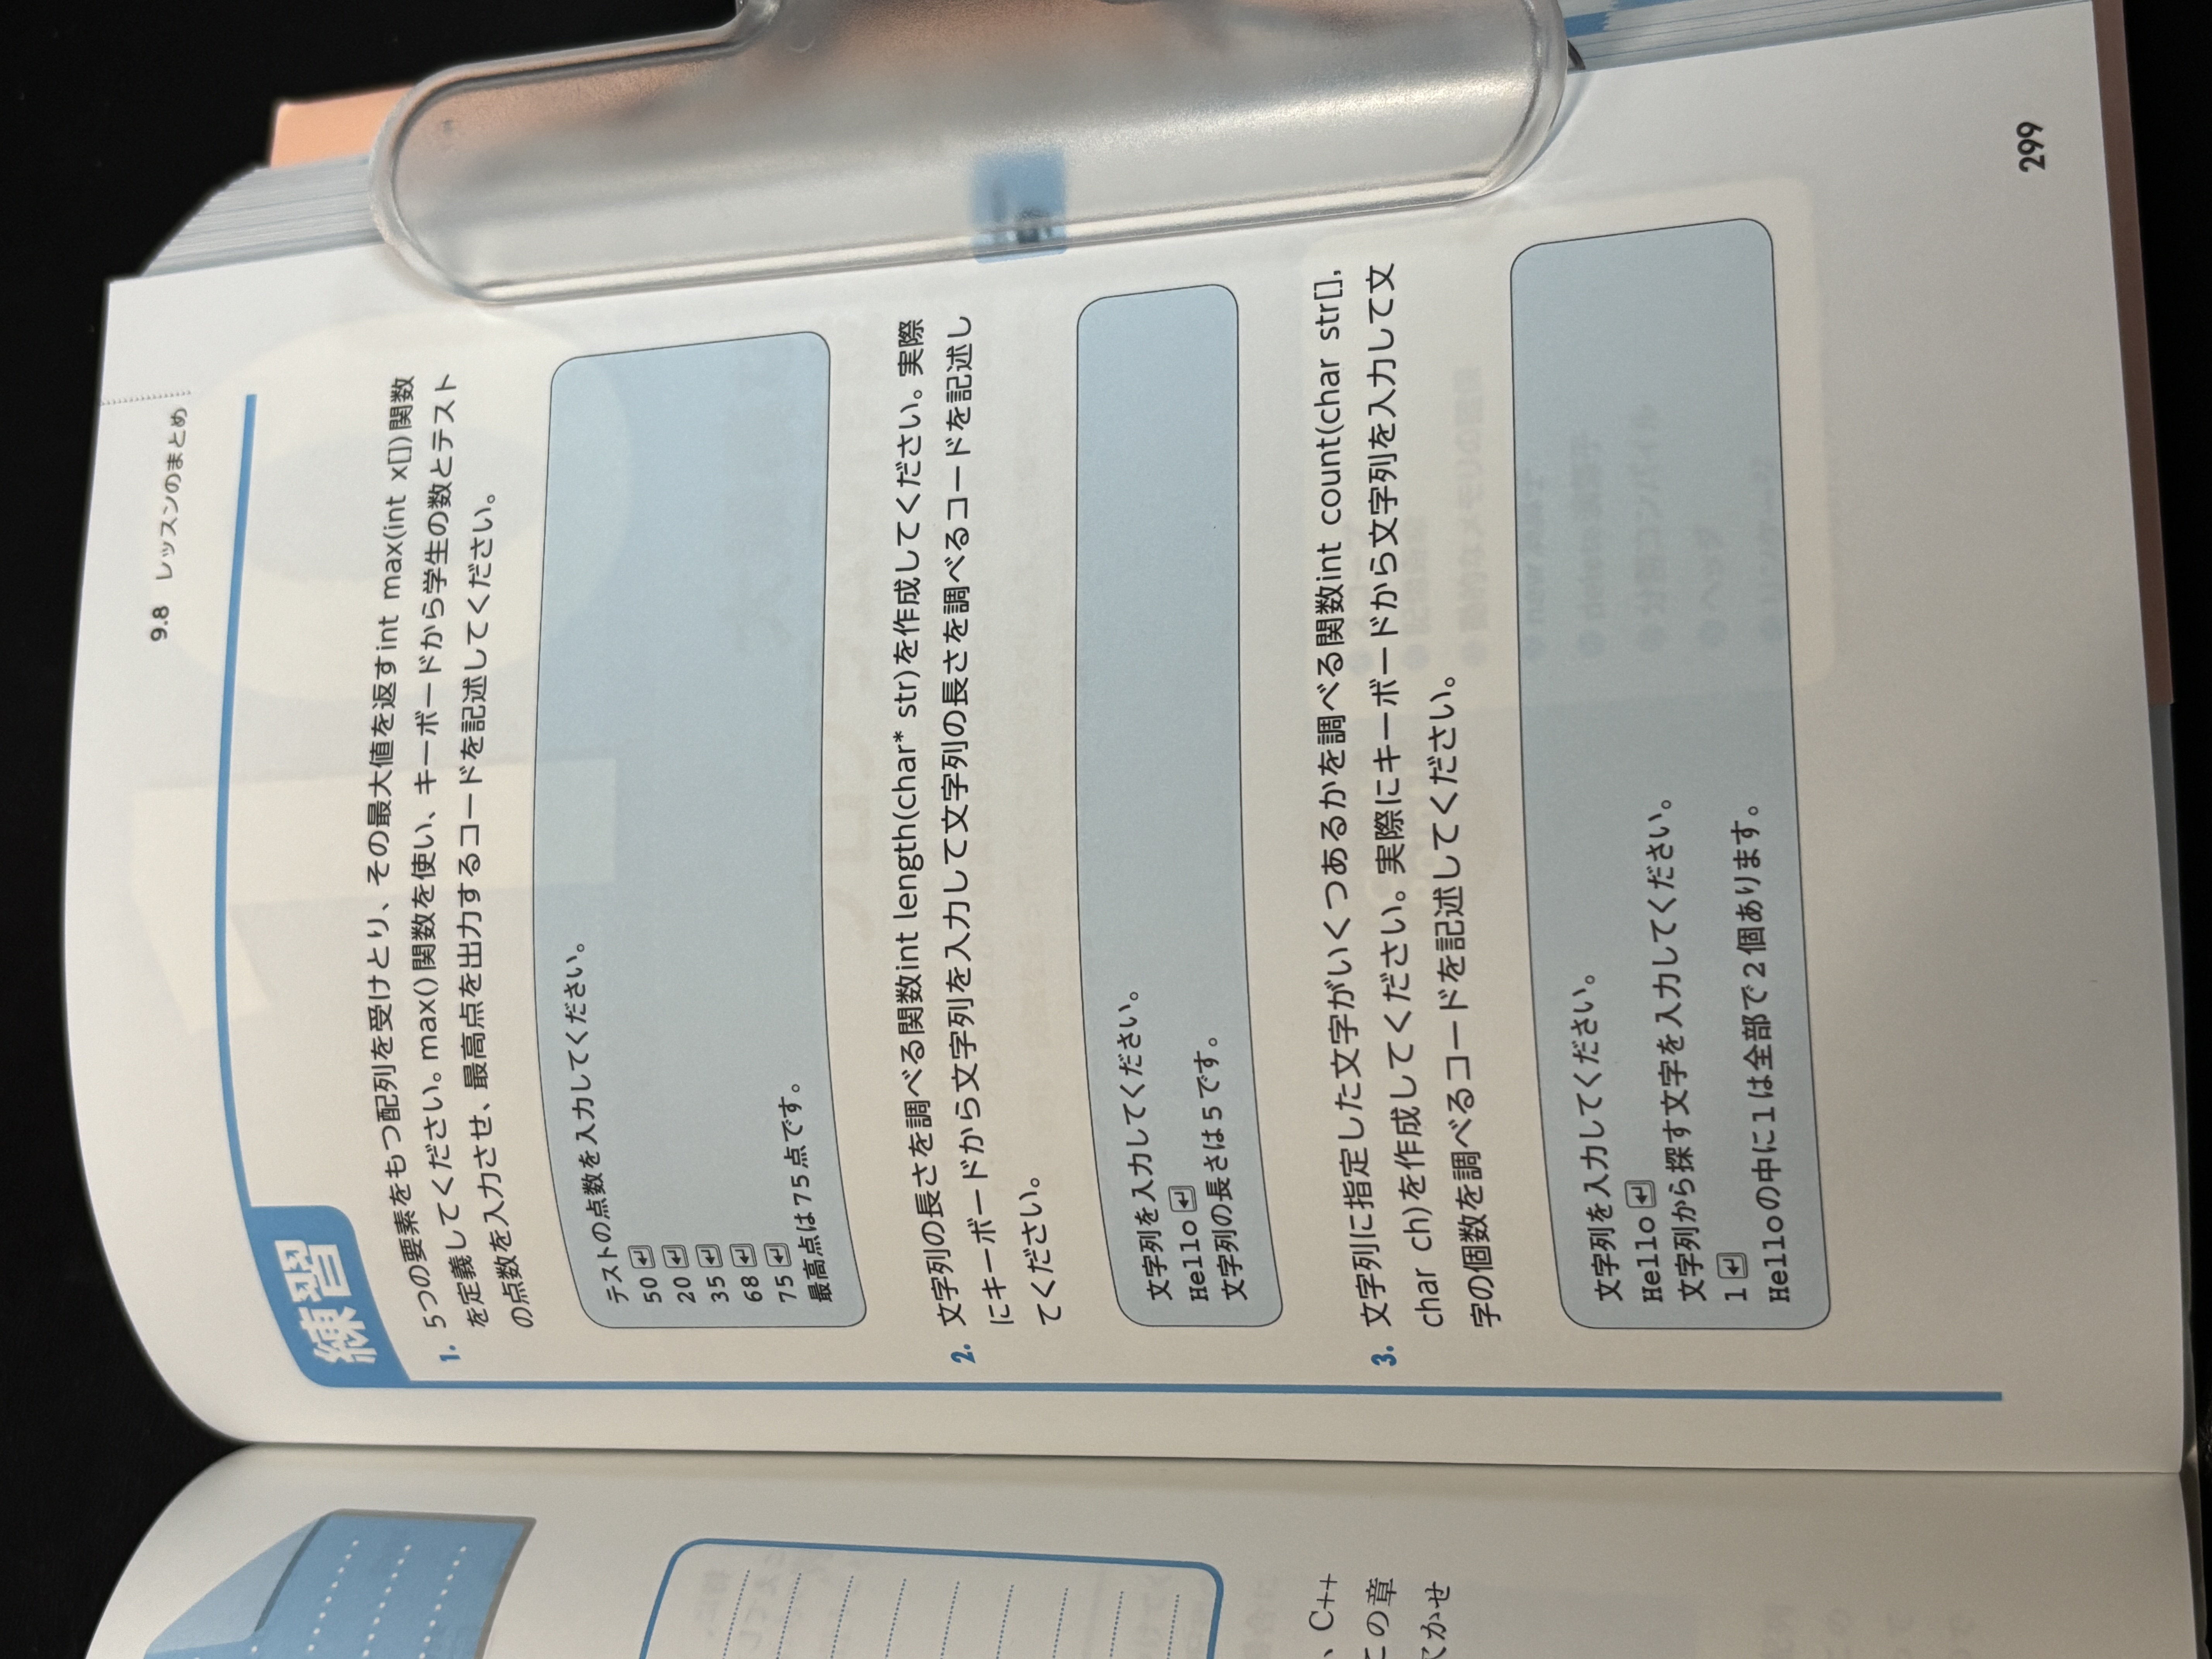 9.8 レッスンのまとめ
練習
1. 5つの要素をもつ配列を受けとり、その最大値を返すint max(int x[])関数
を定義してください。max()関数を使い、キーボードから学生の数とテスト
の点数を入力させ、最高点を出力するコードを記述してください。
テストの点数を入力してください。
50↵
20↵
35↵
68↵
75↵
最高点は75点です。
2. 文字列の長さを調べる関数int length(char* str)を作成してください。実際
にキーボードから文字列を入力して文字列の長さを調べるコードを記述し
てください。
文字列を入力してください。
Hello↵
文字列の長さは5です。
3. 文字列に指定した文字がいくつあるかを調べる関数int count(char str[],
char ch)を作成してください。実際にキーボードから文字列を入力して文
字の個数を調べるコードを記述してください。
文字列を入力してください。
Hello↵
文字列から探す文字を入力してください。
l↵
Helloの中にlは全部で2個あります。
、C++
この章
欠かせ
299